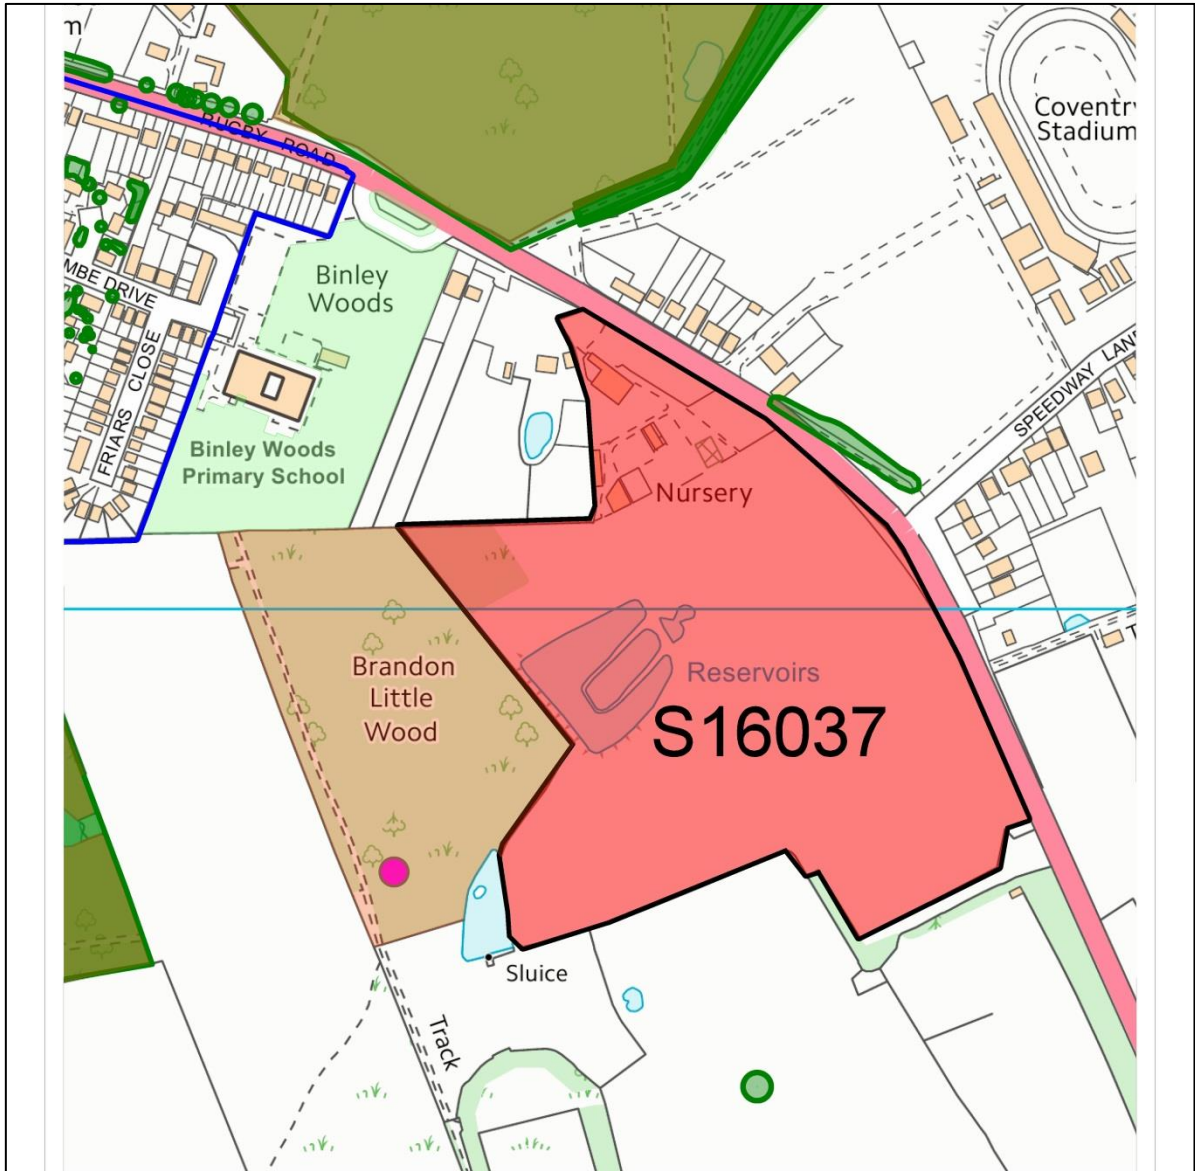 m
Coventry
Stadium
RUGBY ROAD
Binley
Woods
MBE DRIVE
FRIARS CLOSE
SPEEDWAY LANE
Binley Woods
Primary School
Nursery
Brandon
Little
Wood
Reservoirs
S16037
T
Sluice
Track